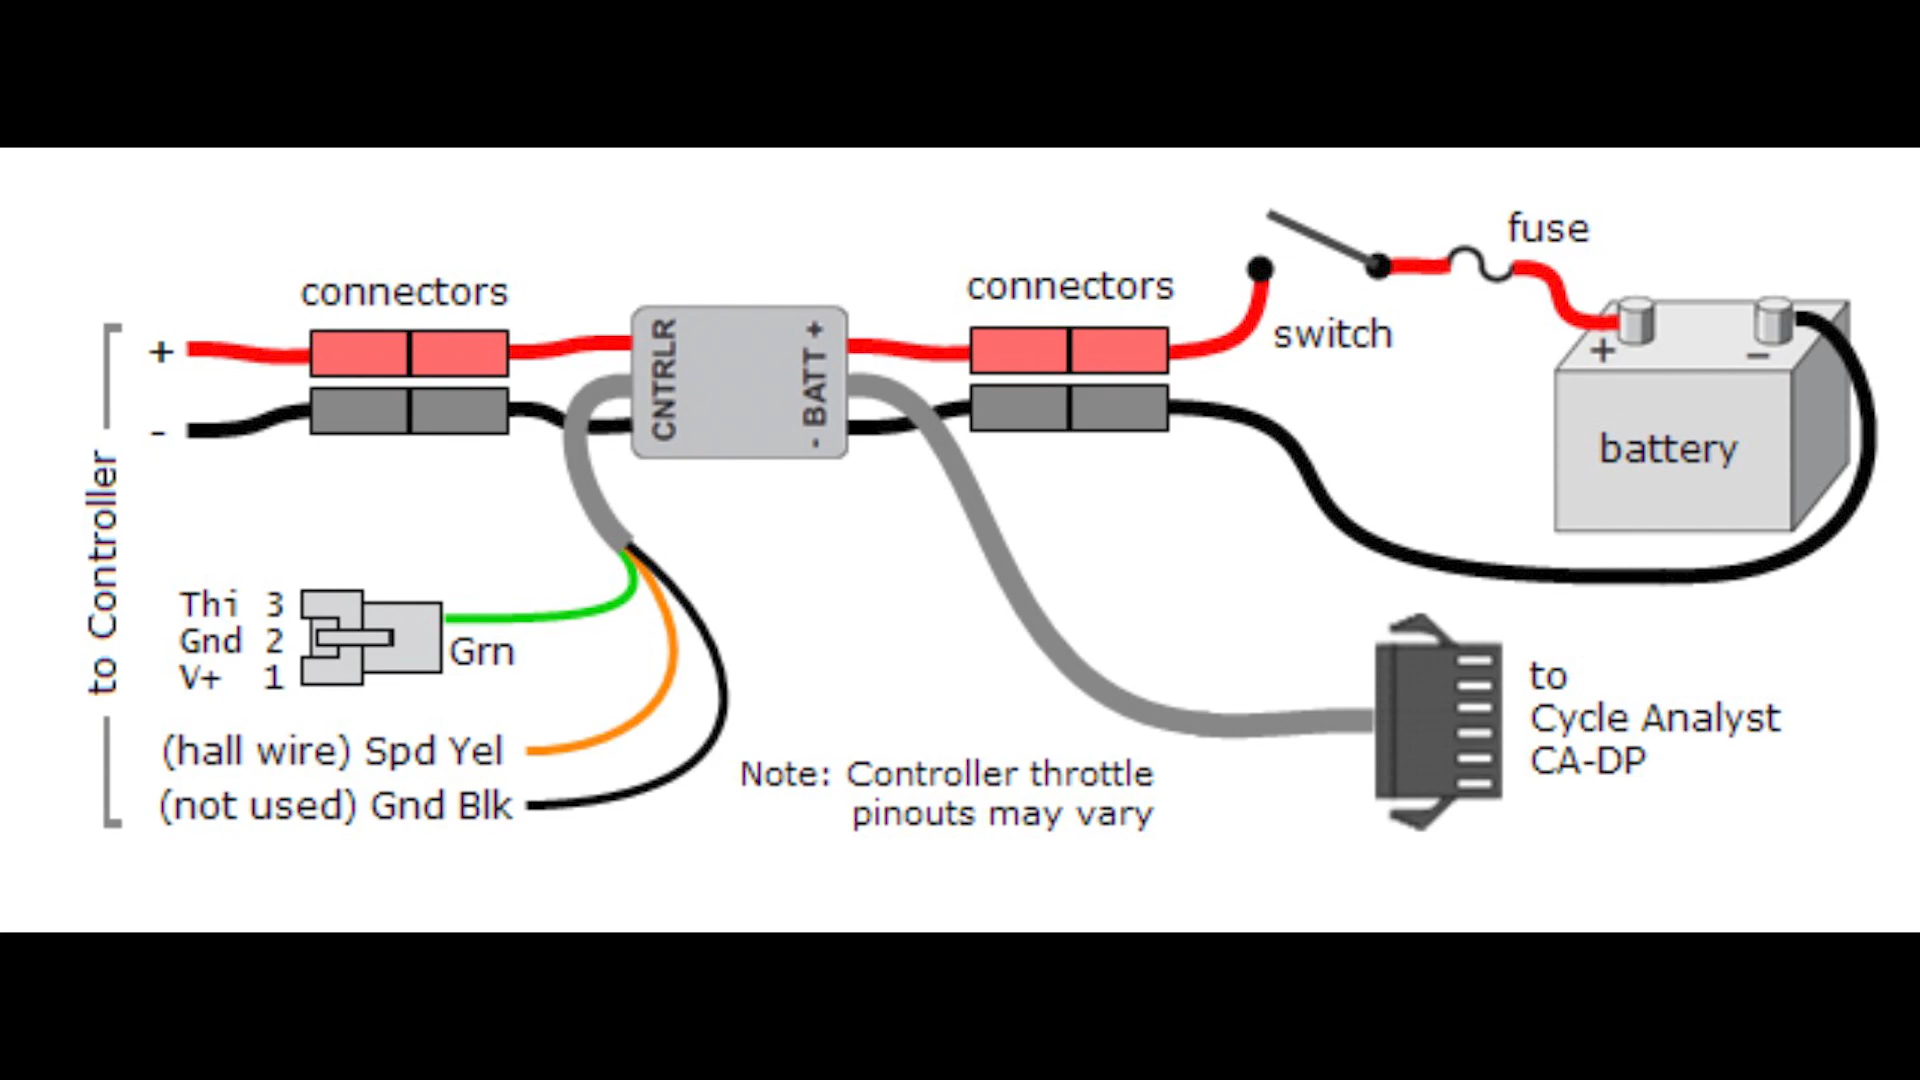 fuse
connectors
connectors
switch
+
-
CNTRLR
- BATT +
+
–
battery
to Controller
Thi 3
Gnd 2
V+ 1
Grn
(hall wire) Spd Yel
(not used) Gnd Blk
Note: Controller throttle
pinouts may vary
to
Cycle Analyst
CA-DP